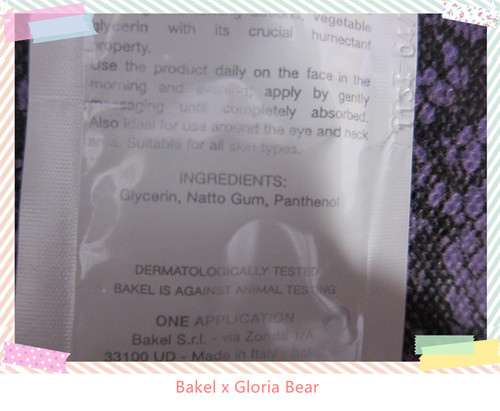 vegetable
glycerin with its crucial humectant
property.
Use the product daily on the face in the
morning and evening; apply by gently
massaging until completely absorbed.
Also ideal for use around the eye and neck
area. Suitable for all skin types.
INGREDIENTS:
Glycerin, Natto Gum, Panthenol
DERMATOLOGICALLY TESTED
BAKEL IS AGAINST ANIMAL TESTING
ONE APPLICATION
Bakel S.r.l. - via Zorutti 1/A
33100 UD - Made in Italy
Bakel x Gloria Bear